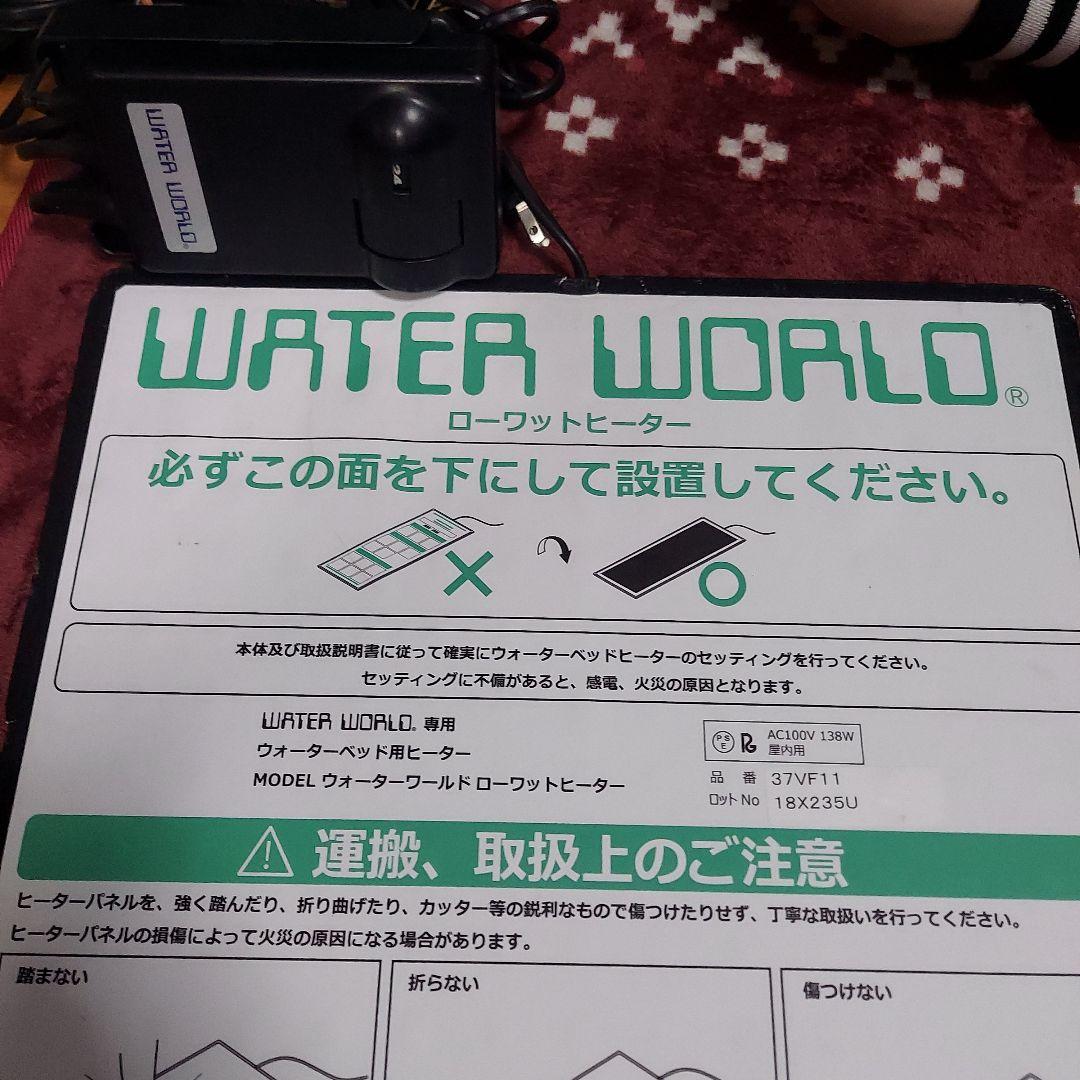 WATER WORLD®
24
WATER WORLD®
ローワットヒーター
必ずこの面を下にして設置してください。
本体及び取扱説明書に従って確実にウォーターベッドヒーターのセッティングを行ってください。
セッティングに不備があると、感電、火災の原因となります。
WATER WORLD® 専用
ウォーターベッド用ヒーター
MODEL ウォーターワールド ローワットヒーター
PSE
AC100V 138W
屋内用
品 番 37VF11
ロット No 18X235U
運搬、取扱上のご注意
ヒーターパネルを、強く踏んだり、折り曲げたり、カッター等の鋭利なもので傷つけたりせず、丁寧な取扱いを行ってください。
ヒーターパネルの損傷によって火災の原因になる場合があります。
踏まない
折らない
傷つけない